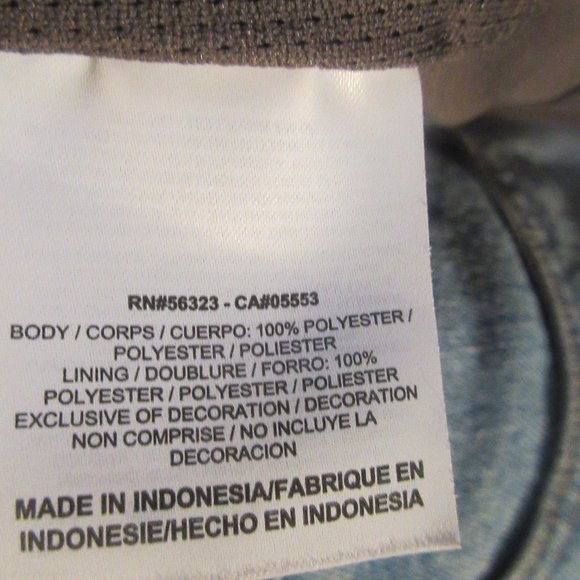 RN#56323 - CA#05553
BODY / CORPS / CUERPO: 100% POLYESTER /
POLYESTER / POLIESTER
LINING / DOUBLURE / FORRO: 100%
POLYESTER / POLYESTER / POLIESTER
EXCLUSIVE OF DECORATION / DECORATION
NON COMPRISE / NO INCLUYE LA
DECORACION
MADE IN INDONESIA/FABRIQUE EN
INDONESIE/HECHO EN INDONESIA